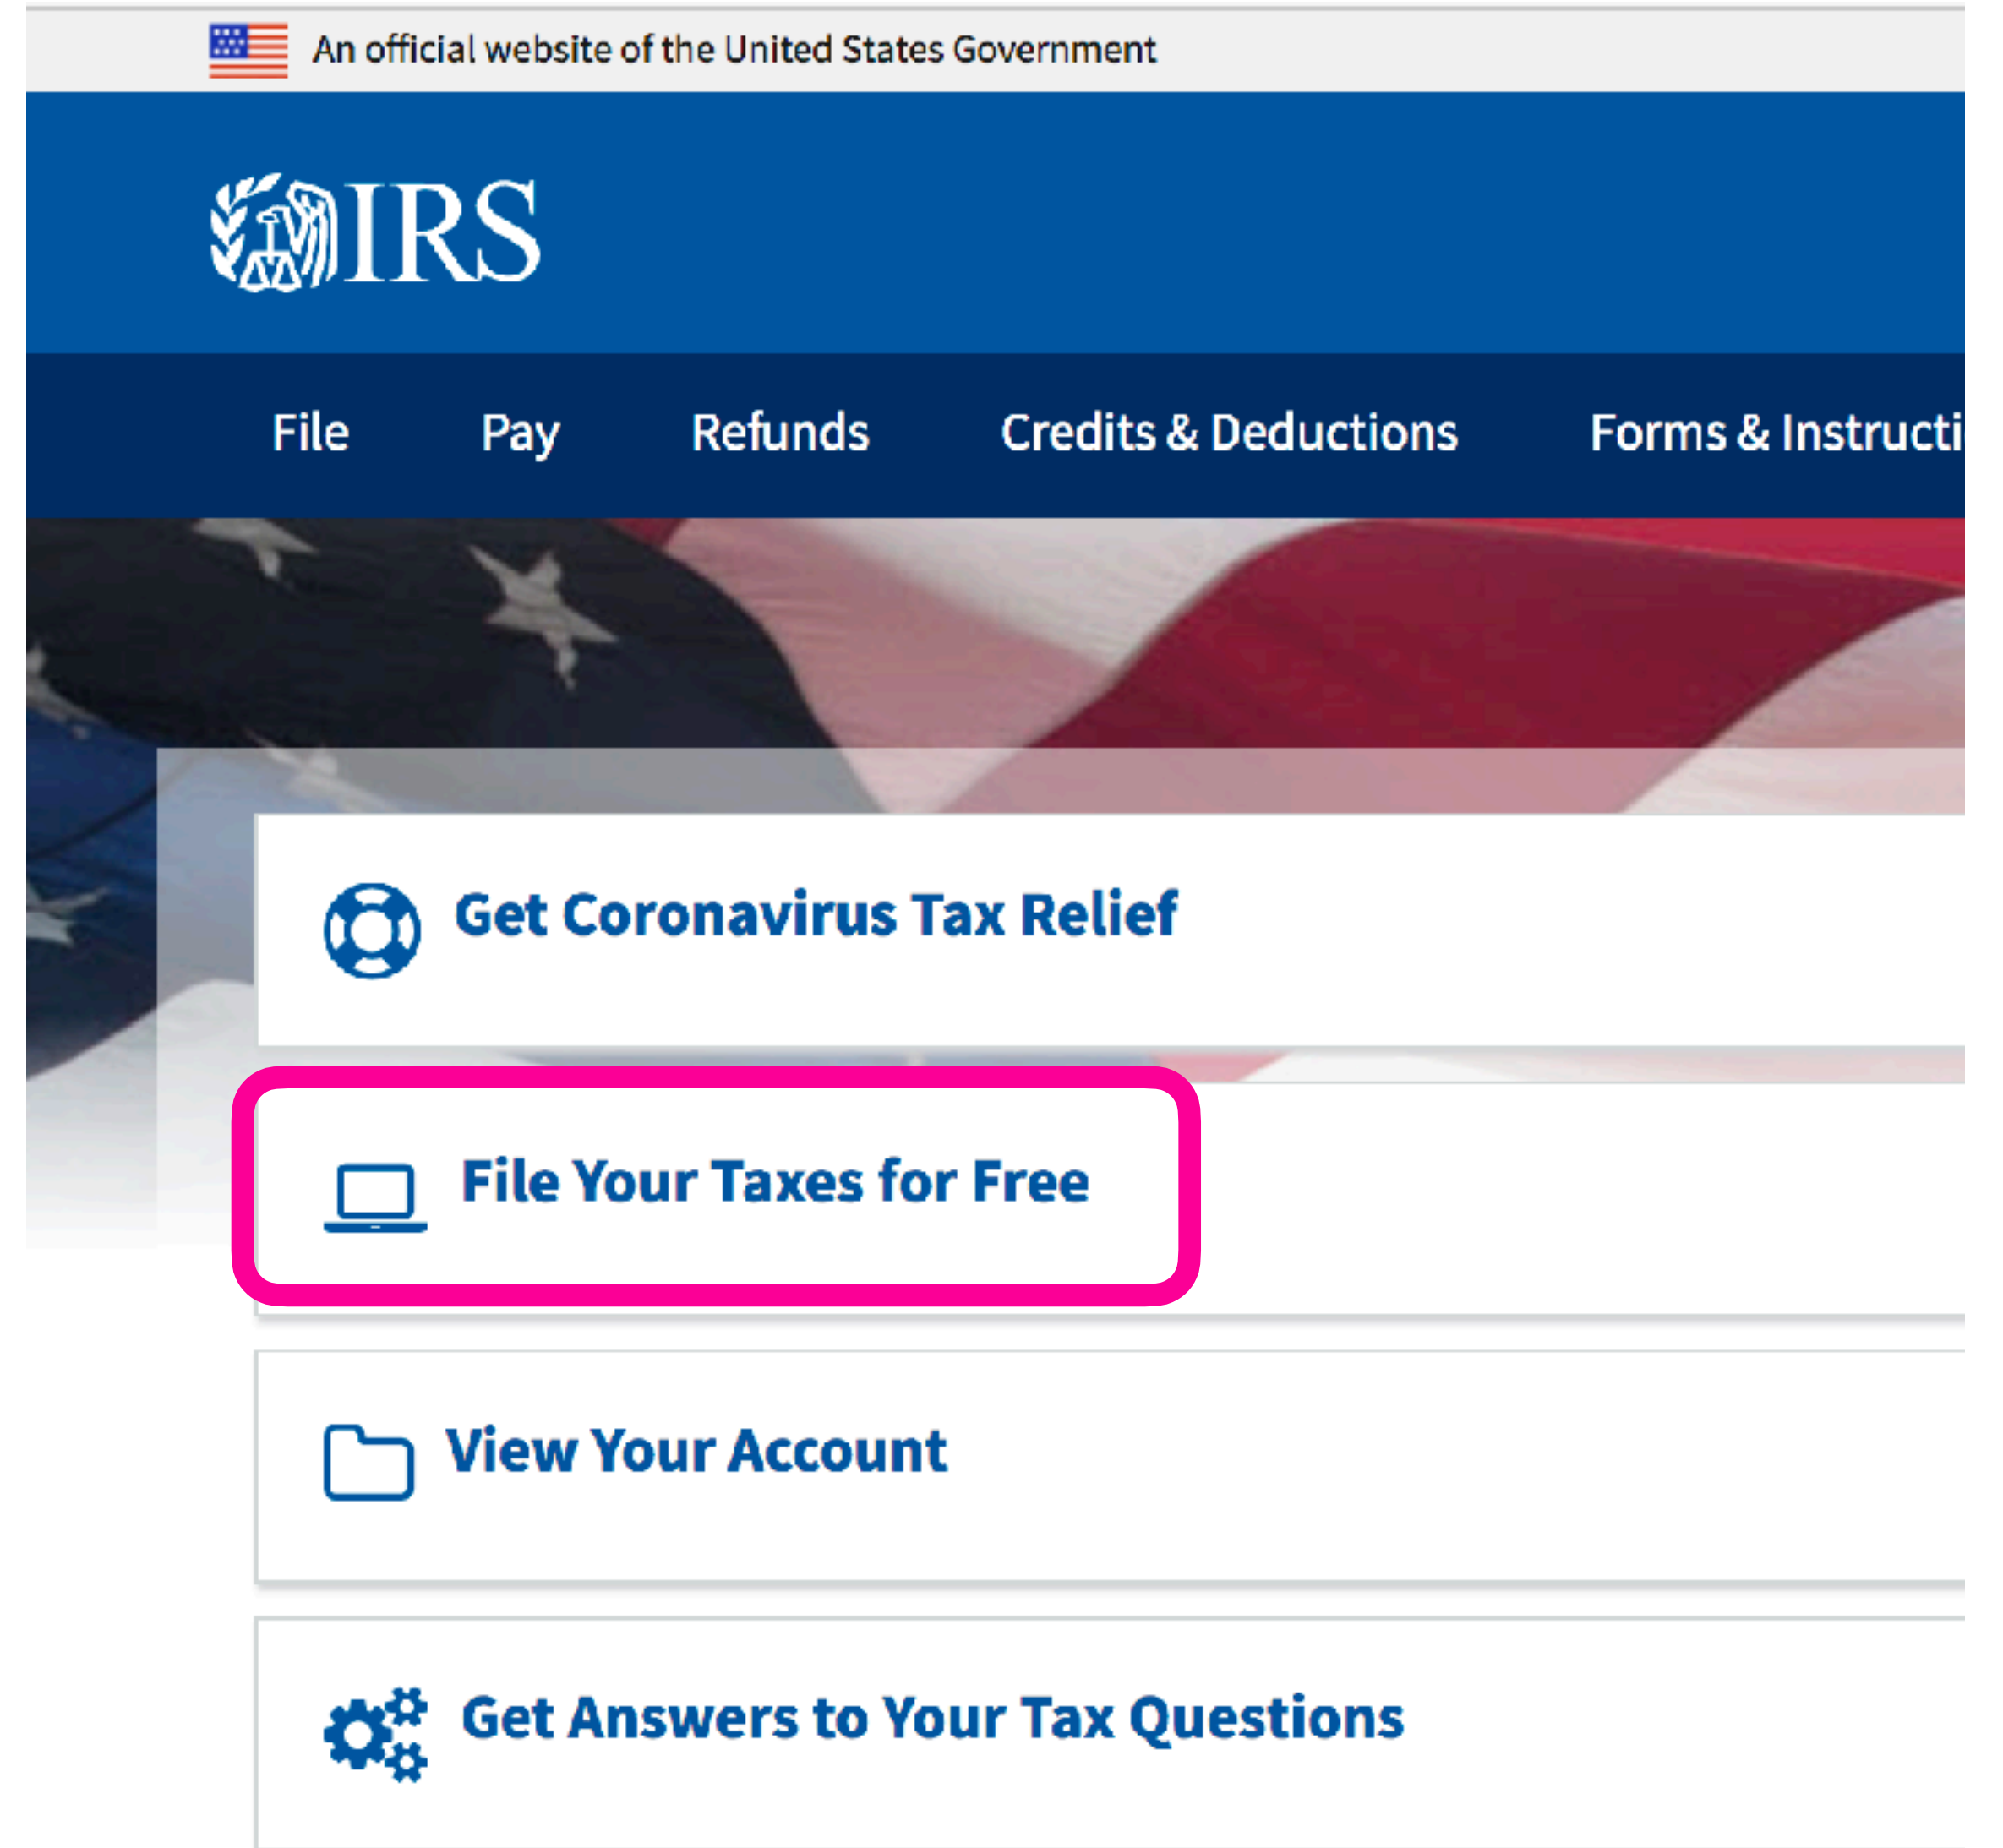 An official website of the United States Government
IRS
File Pay Refunds Credits & Deductions Forms & Instructi
Get Coronavirus Tax Relief
File Your Taxes for Free
View Your Account
Get Answers to Your Tax Questions